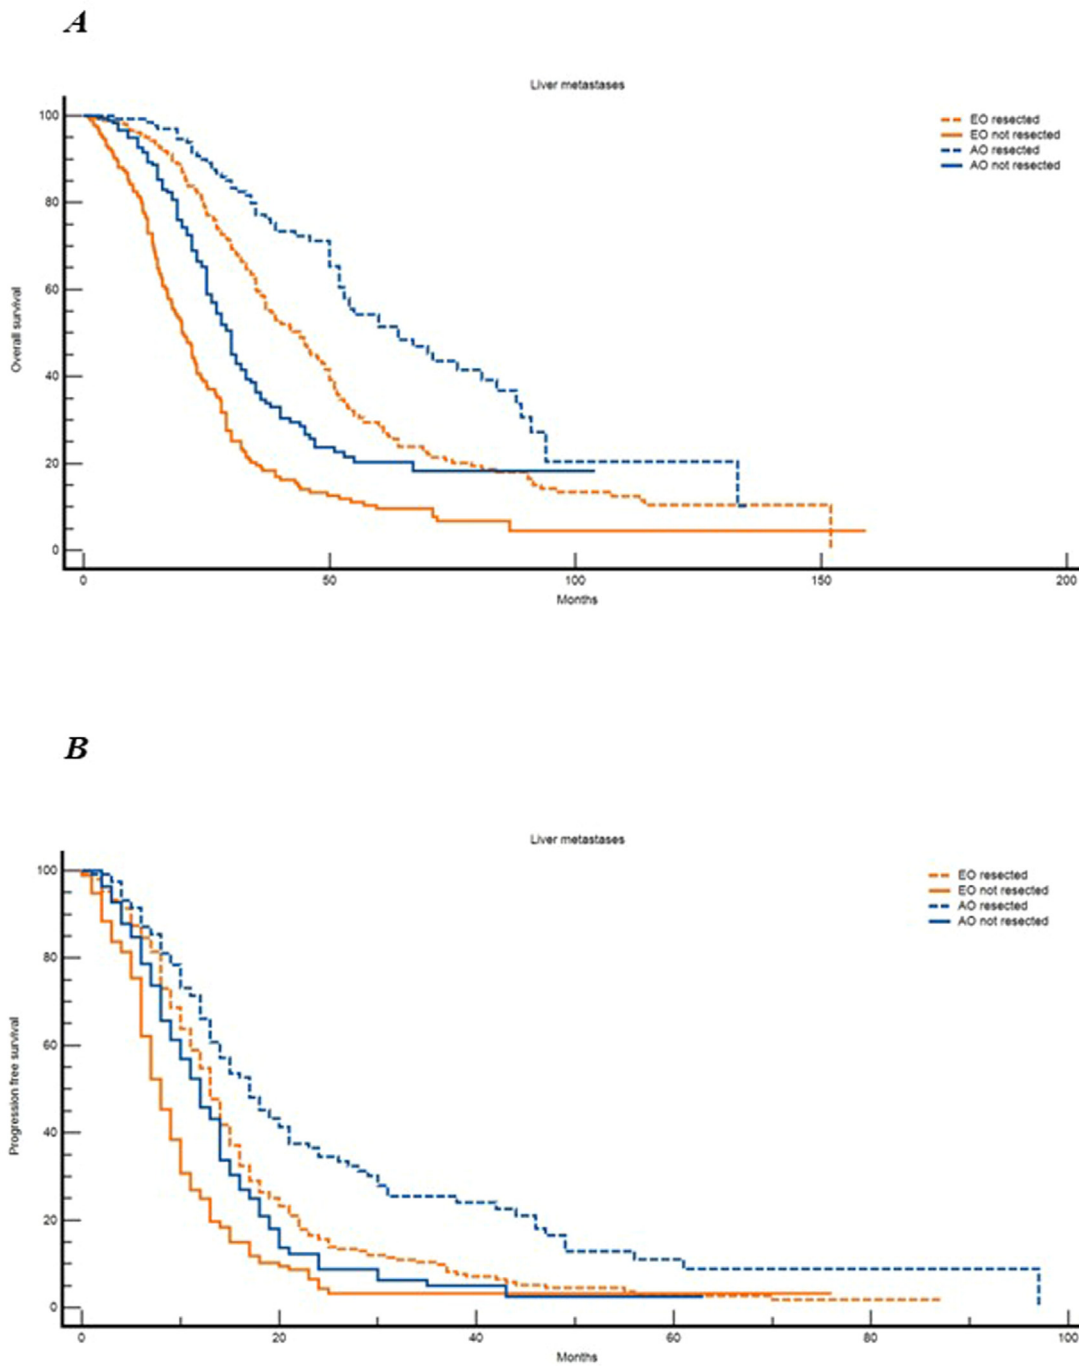 A
Liver metastases
EO resected
EO not resected
AO resected
AO not resected
100
80
60
40
20
0
Overall survival
0 50 100 150 200
Months
B
Liver metastases
EO resected
EO not resected
AO resected
AO not resected
100
80
60
40
20
0
Progression free survival
0 20 40 60 80 100
Months